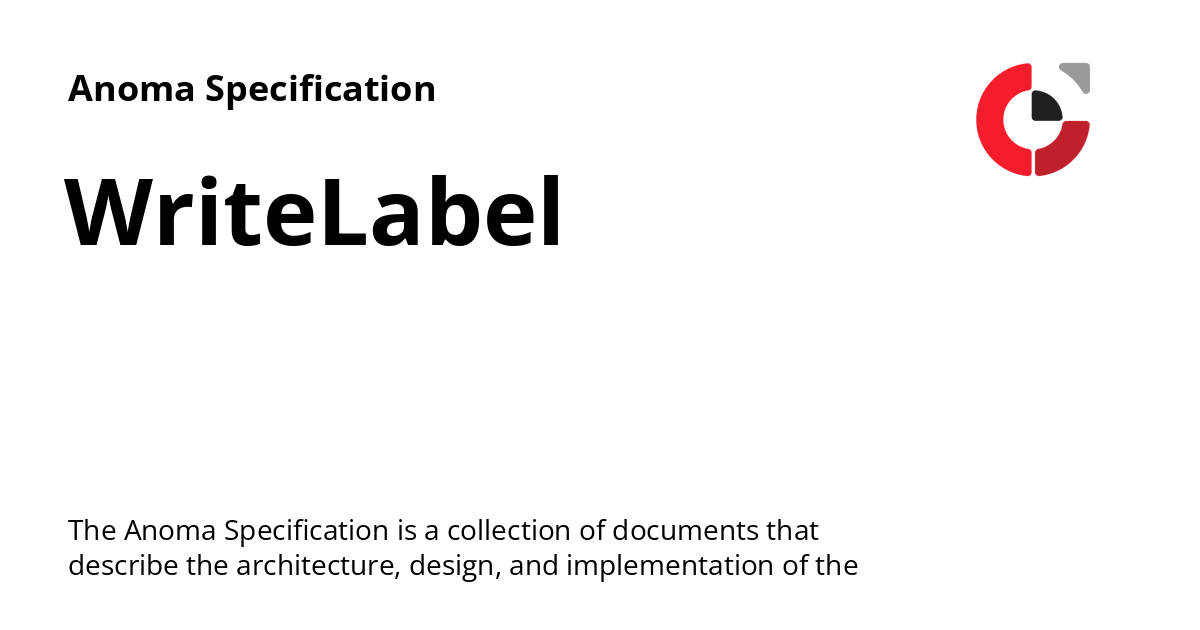 Anoma Specification
WriteLabel
The Anoma Specification is a collection of documents that
describe the architecture, design, and implementation of the